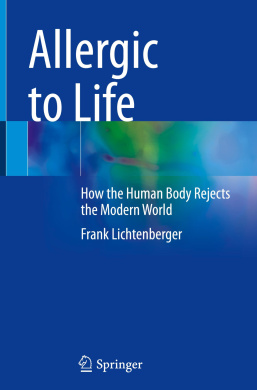 Allergic
to Life
How the Human Body Rejects
the Modern World
Frank Lichtenberger
Springer